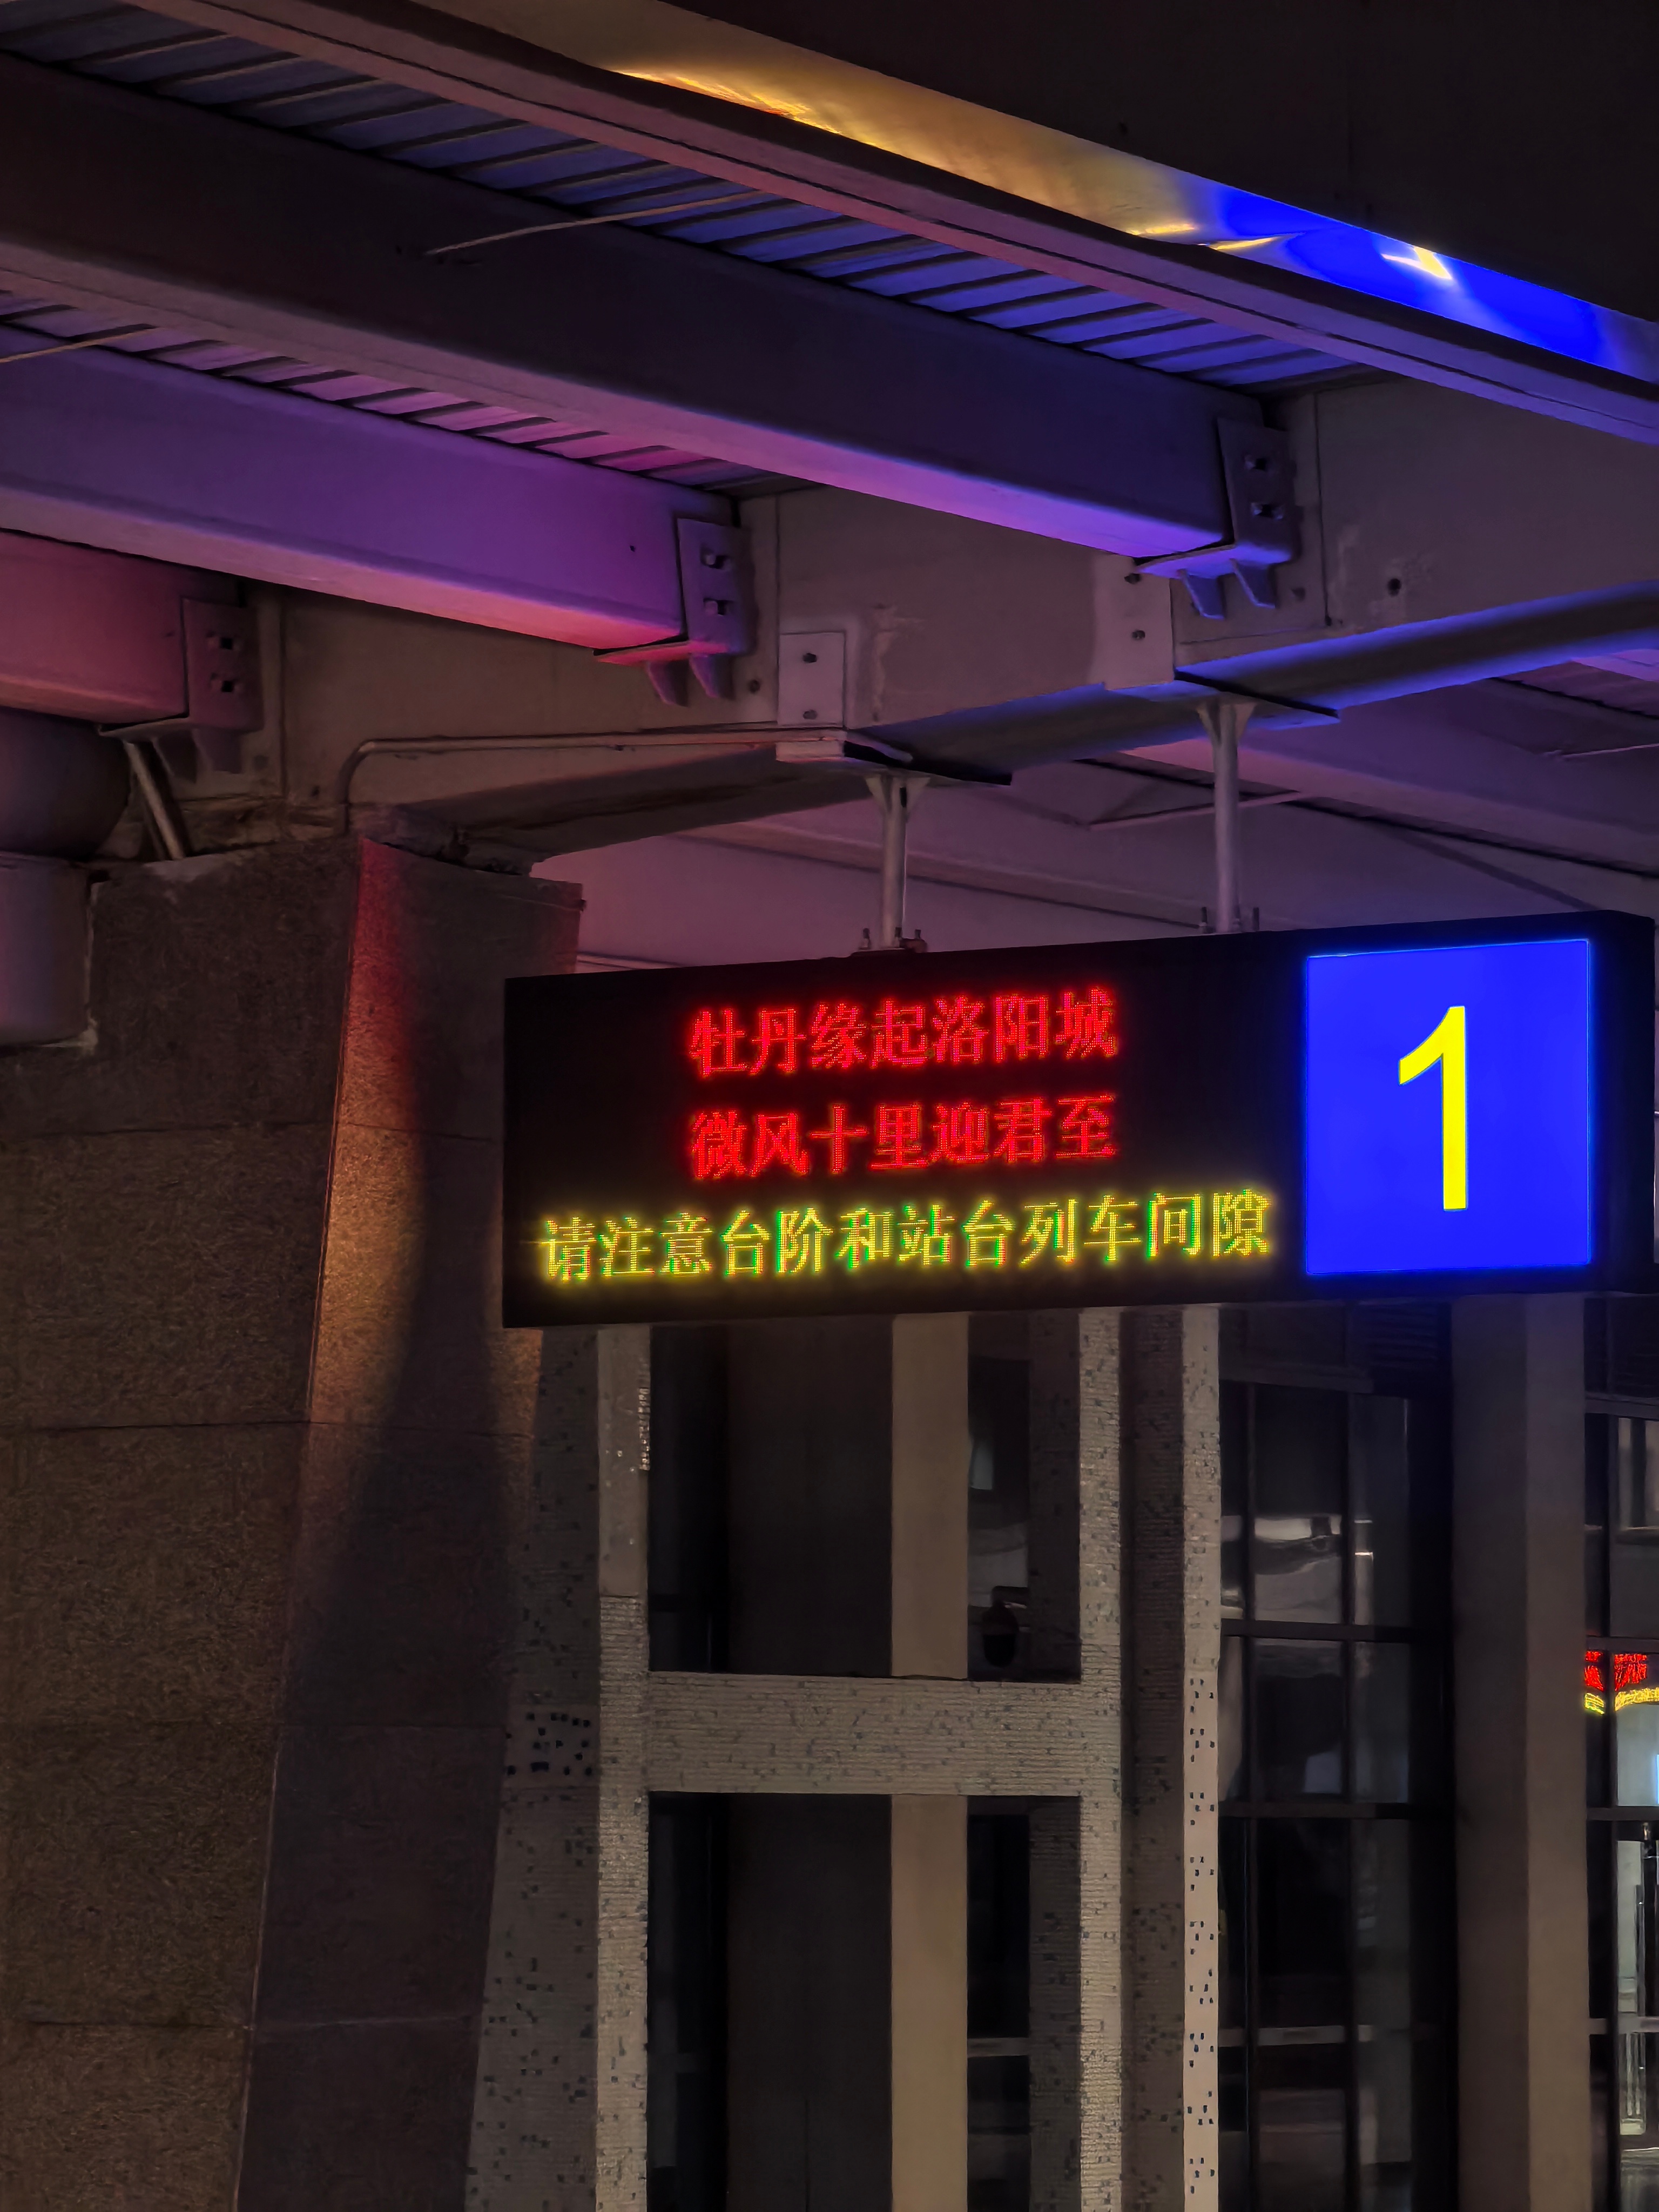 牡丹缘起洛阳城
微风十里迎君至
请注意台阶和站台列车间隙
1